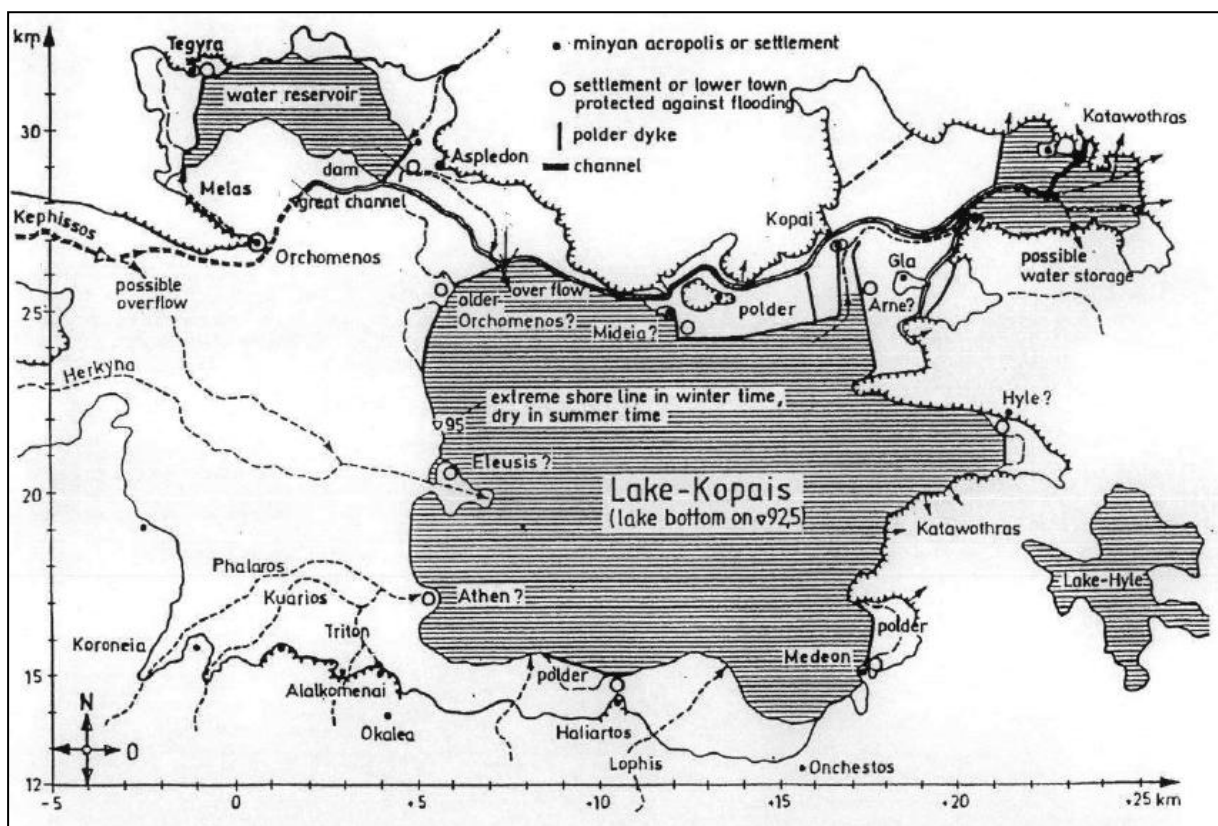 km
Tegyra
• minyan acropolis or settlement
settlement or lower town
protected against flooding
polder dyke
channel
water reservoir
30
Katawothras
Aspledon
dam
Melas
great channel
Kephissos
Kopai
Orchomenos
Gla
possible
water storage
possible
overflow
25
older
Orchomenos?
overflow
polder
Arne?
Mideia?
Herkyna
extreme shore line in winter time,
dry in summer time
Hyle?
▿95
Eleusis?
20
Lake-Kopais
(lake bottom on ▿92,5)
Katawothras
Phalaros
Lake-Hyle
Kuarios
Athen?
Triton
Koroneia
polder
15
polder
Medeon
Alalkomenai
N
Okalea
Haliartos
O
Lophis
Onchestos
12
-5 0 +5 +10 +15 +20 +25 km